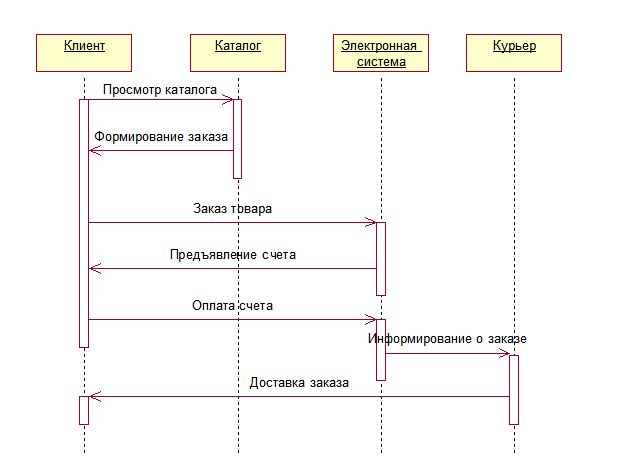 Клиент
Каталог
Электронная
система
Курьер
Просмотр каталога
Формирование заказа
Заказ товара
Предъявление счета
Оплата счета
Информирование о заказе
Доставка заказа